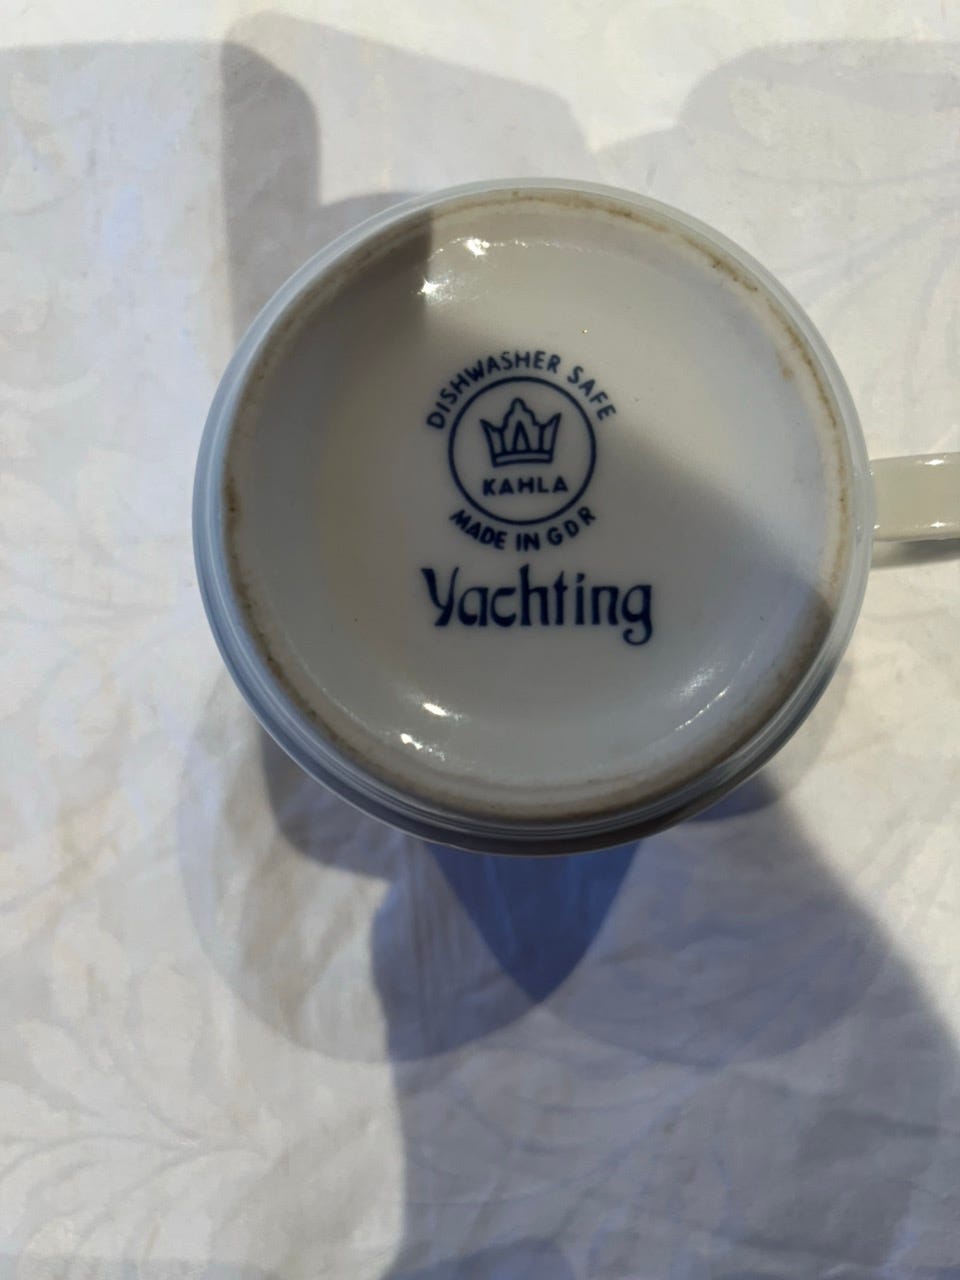 DISHWASHER SAFE
KAHLA
MADE IN GDR
Yachting